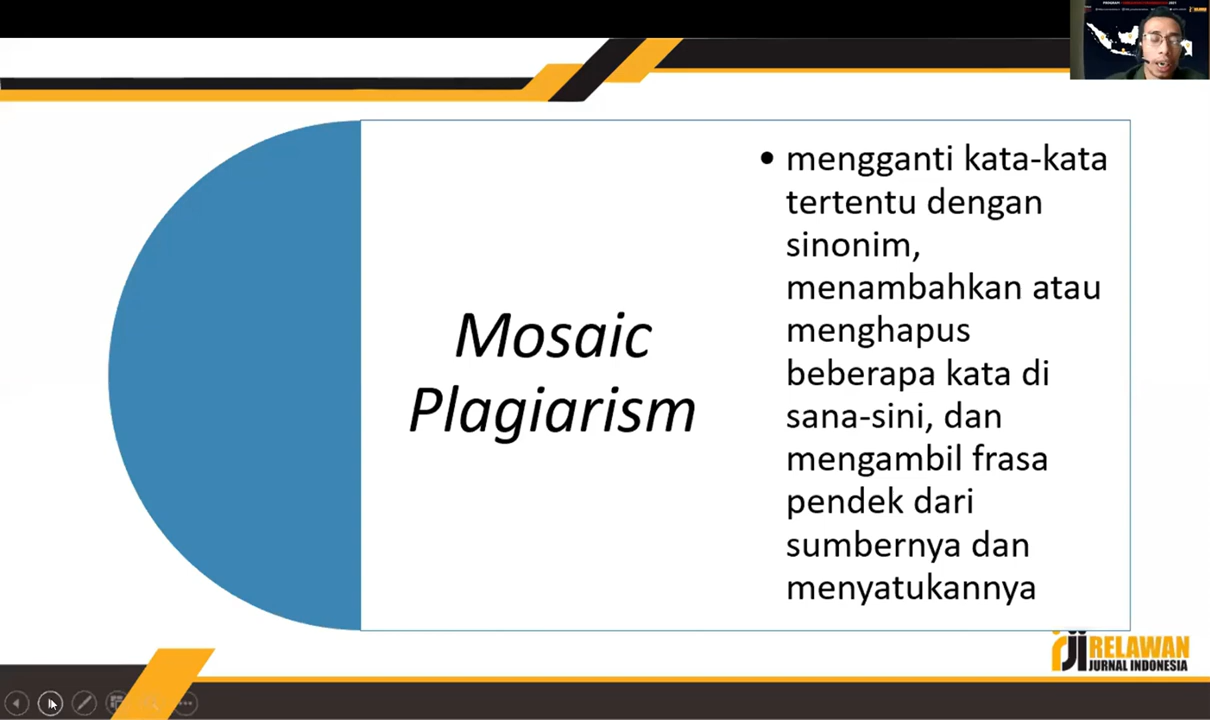 Mosaic
Plagiarism
• mengganti kata-kata
tertentu dengan
sinonim,
menambahkan atau
menghapus
beberapa kata di
sana-sini, dan
mengambil frasa
pendek dari
sumbernya dan
menyatukannya
RELAWAN
JURNAL INDONESIA